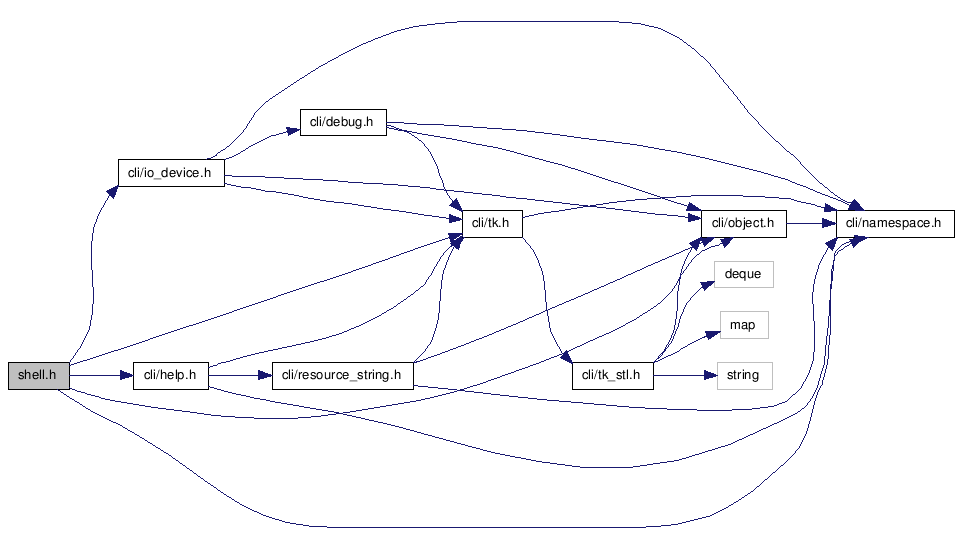 cli/debug.h
cli/io_device.h
cli/tk.h
cli/object.h
cli/namespace.h
deque
map
shell.h
cli/help.h
cli/resource_string.h
cli/tk_stl.h
string